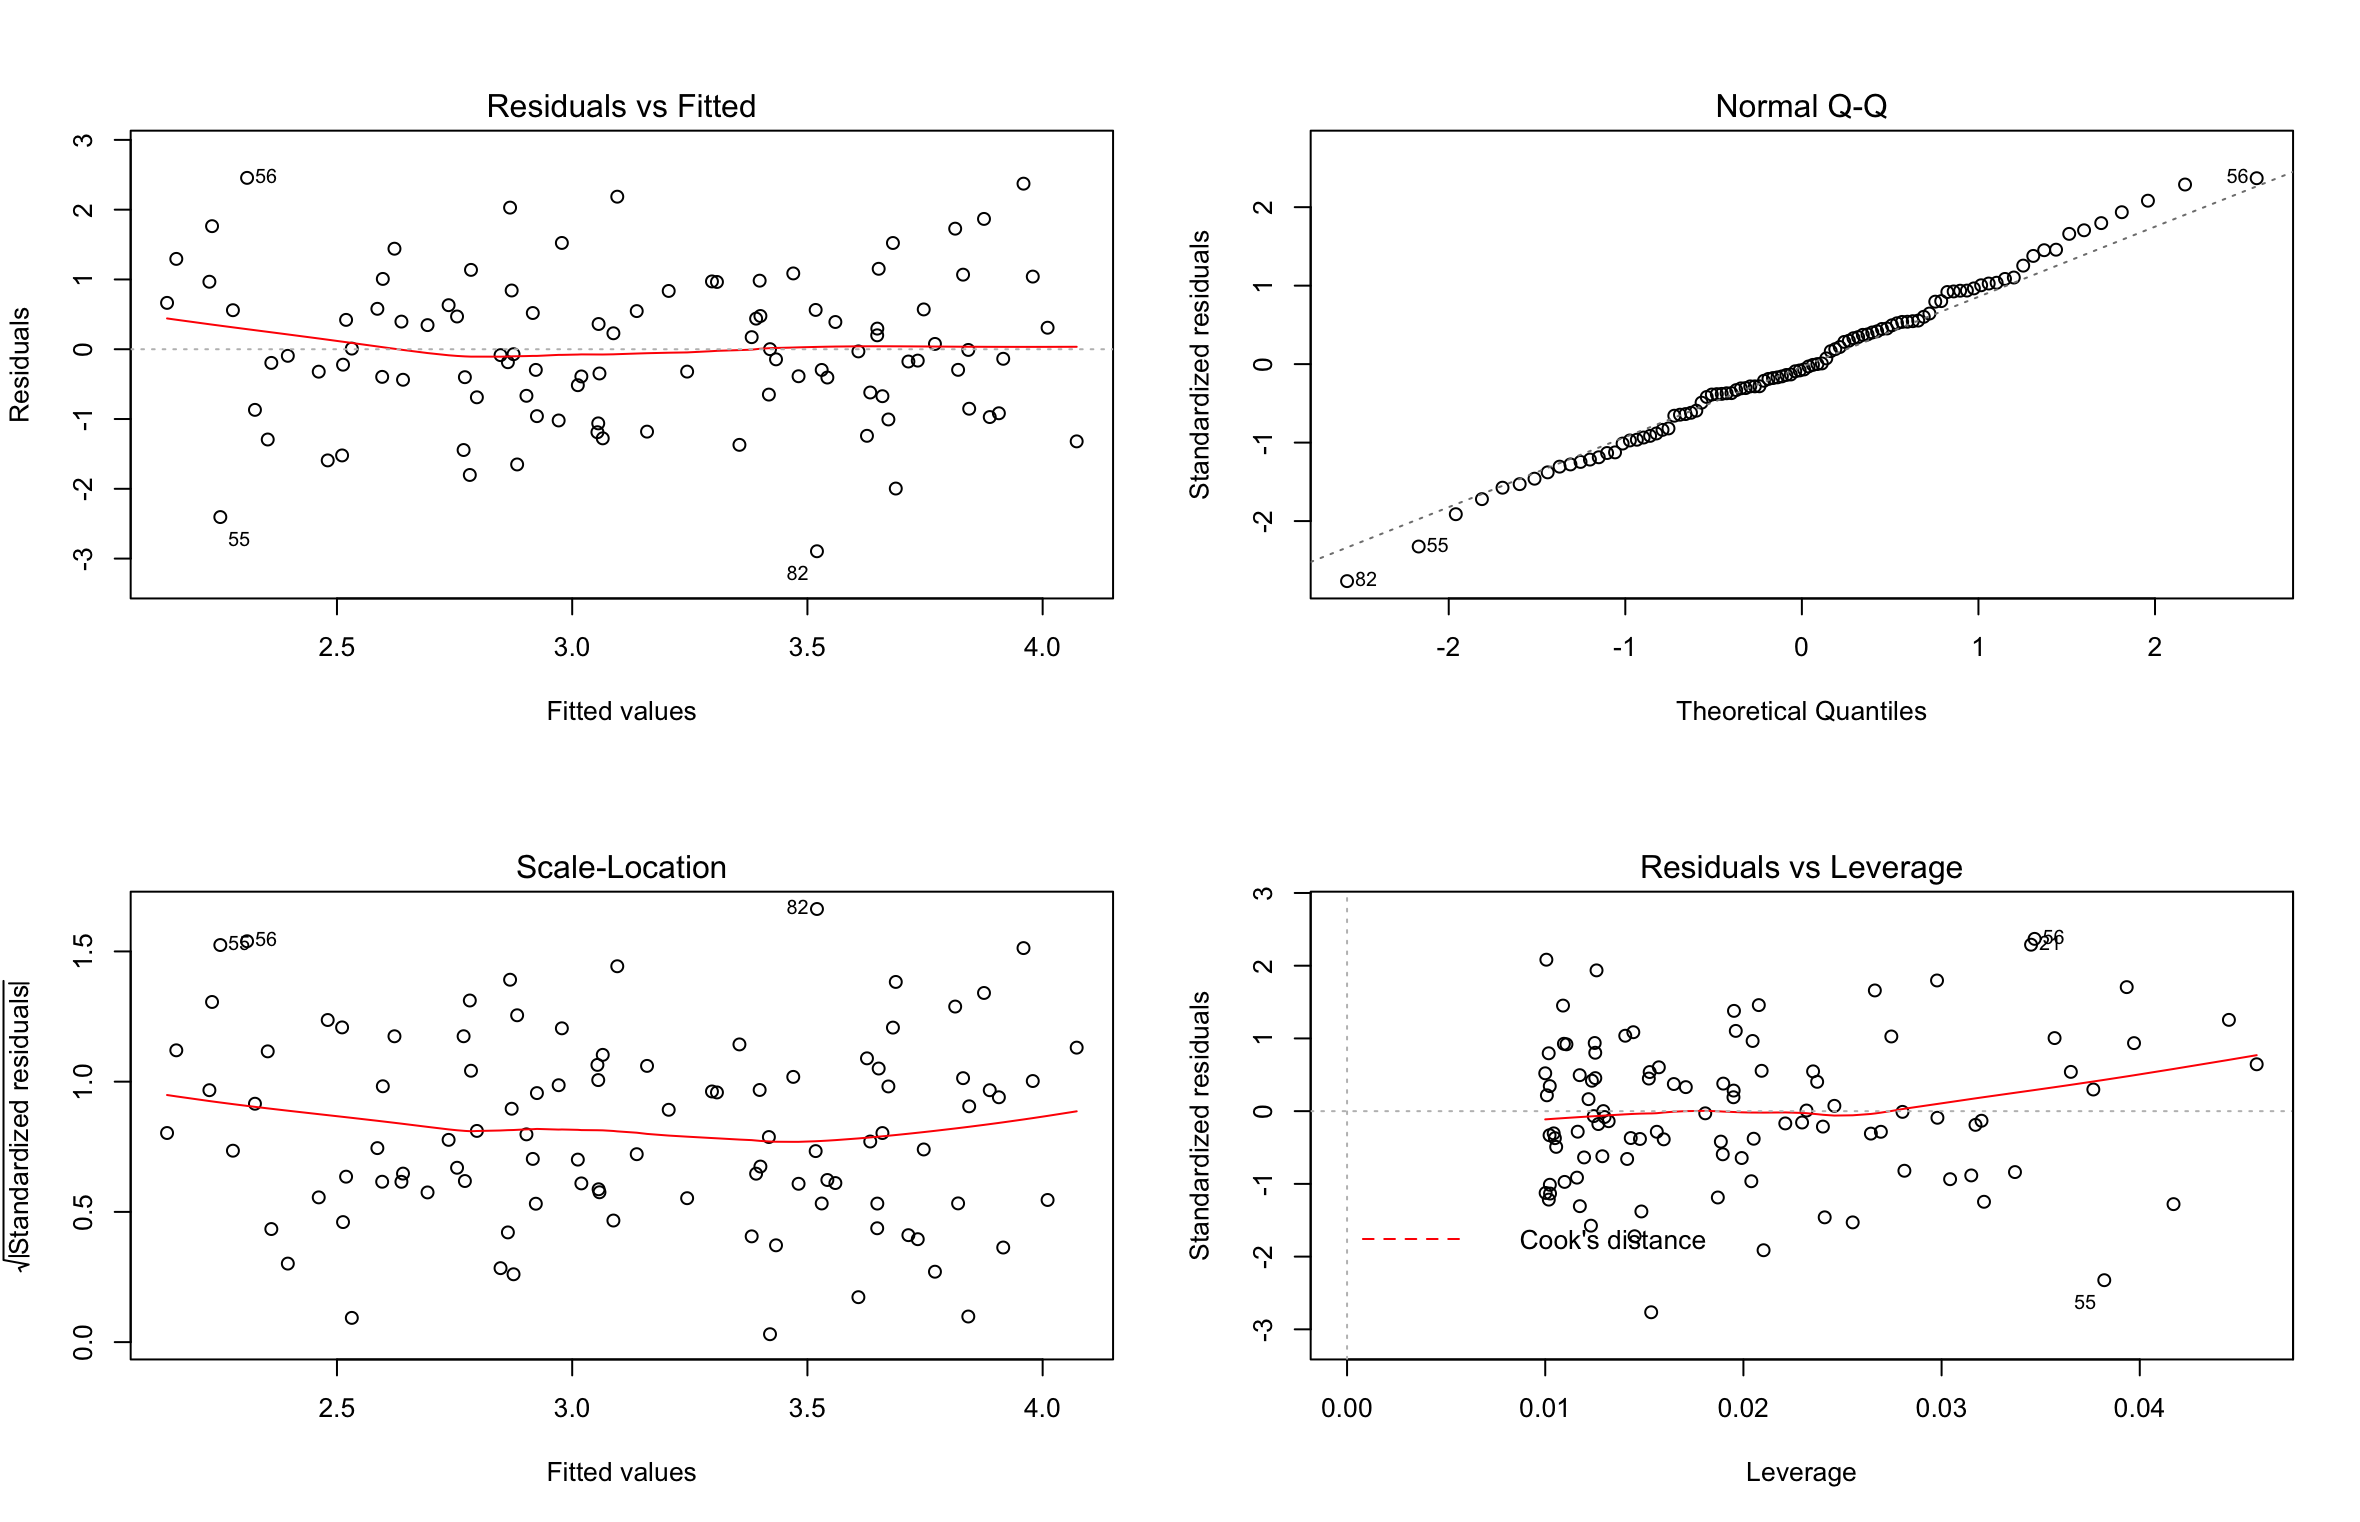 Residuals vs Fitted
Residuals
3
2
1
0
-1
-2
-3
56
55
82
2.5 3.0 3.5 4.0
Fitted values
Normal Q-Q
Standardized residuals
2
1
0
-1
-2
56
55
82
-2 -1 0 1 2
Theoretical Quantiles
Scale-Location
√|Standardized residuals|
1.5
1.0
0.5
0.0
82
55 56
2.5 3.0 3.5 4.0
Fitted values
Residuals vs Leverage
Standardized residuals
3
2
1
0
-1
-2
-3
56
21
Cook's distance
55
0.00 0.01 0.02 0.03 0.04
Leverage